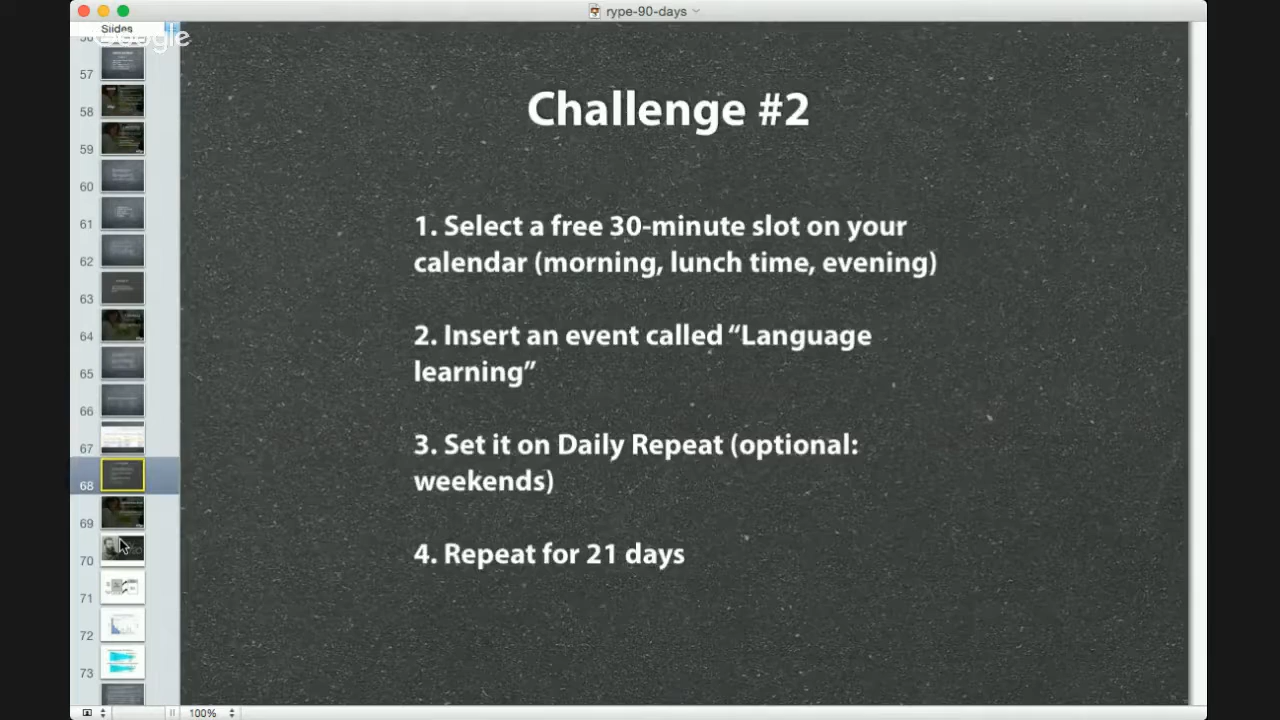 rype-90-days
Slides
Google
56
57
58
59
60
61
62
63
64
65
66
67
68
69
70
71
72
73
Challenge #2
1. Select a free 30-minute slot on your
calendar (morning, lunch time, evening)
2. Insert an event called “Language
learning”
3. Set it on Daily Repeat (optional:
weekends)
4. Repeat for 21 days
100%